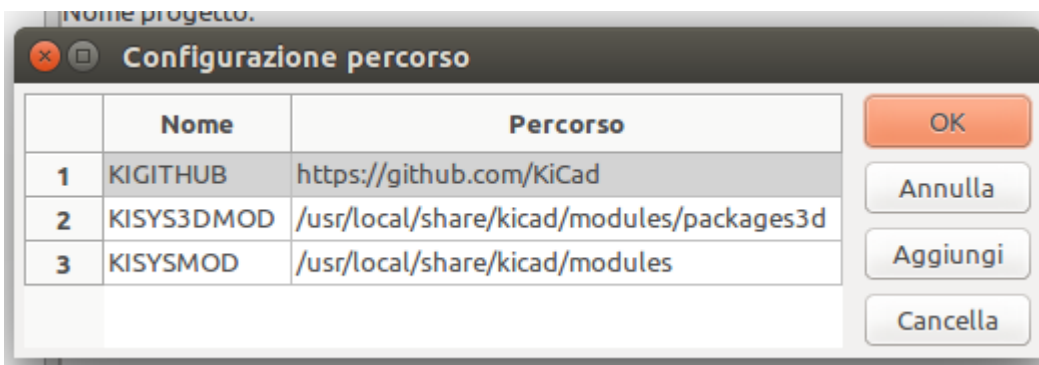 Nome progetto:
Configurazione percorso
Nome Percorso
1 KIGITHUB https://github.com/KiCad
2 KISYS3DMOD /usr/local/share/kicad/modules/packages3d
3 KISYSMOD /usr/local/share/kicad/modules
OK
Annulla
Aggiungi
Cancella